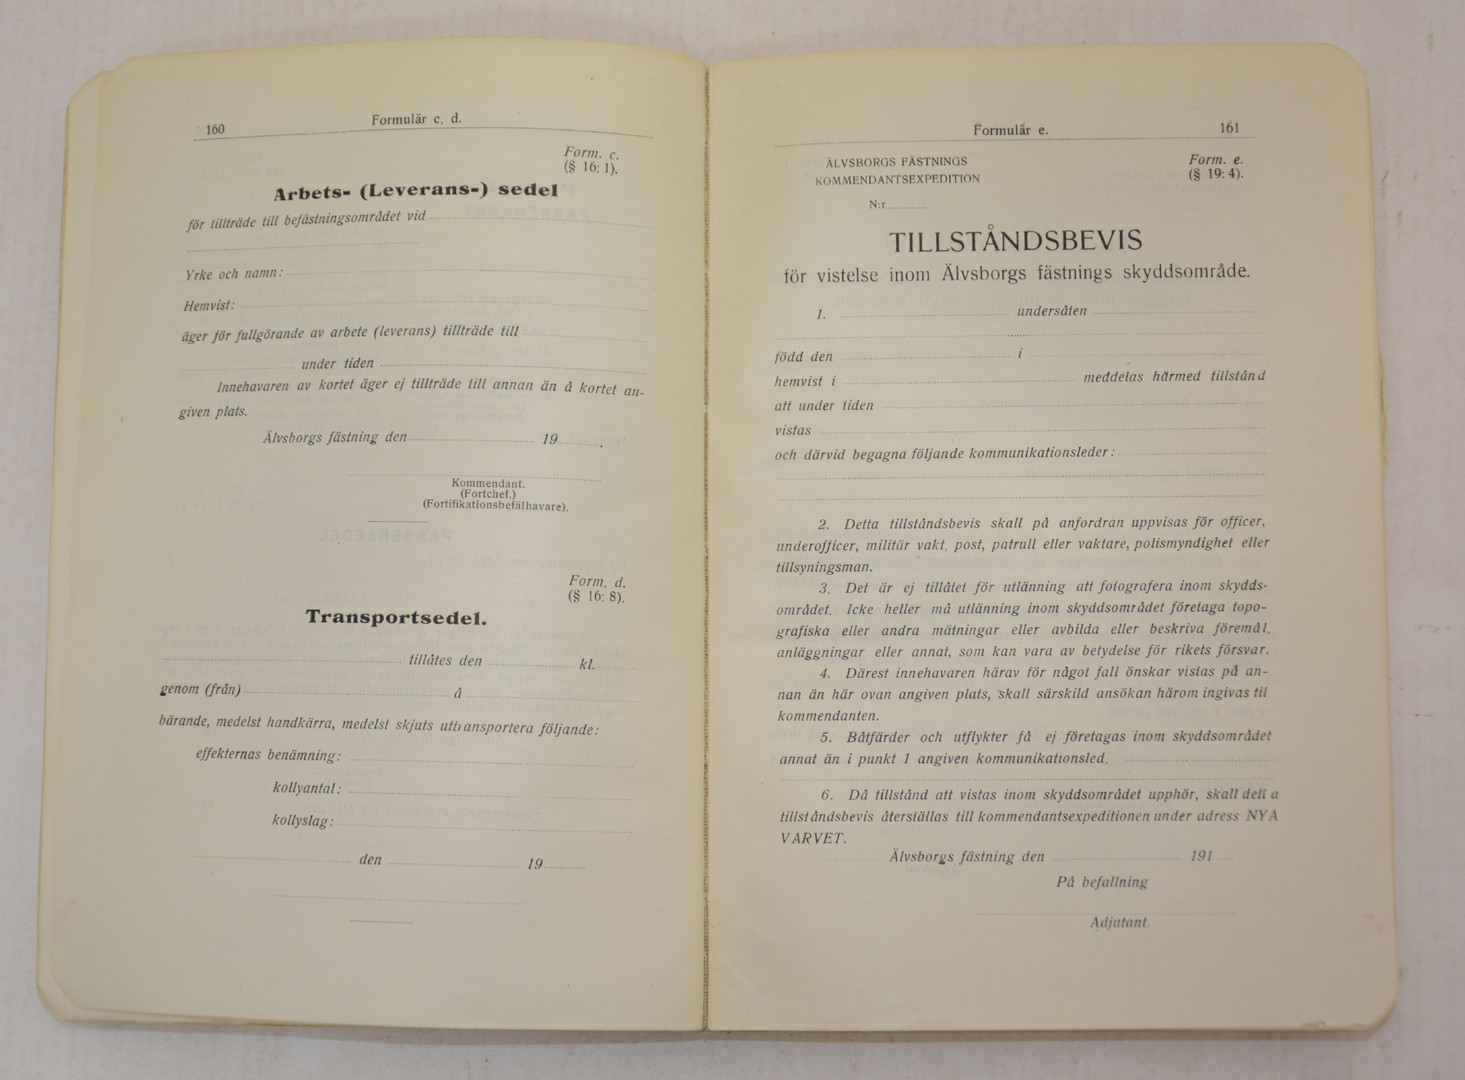 160
Formulär c, d.
Form. c.
(§ 16: 1).
Arbets- (Leverans-) sedel
för tillträde till befästningsområdet vid
Yrke och namn:
Hemvist:
äger för fullgörande av arbete (leverans) tillträde till
under tiden
Innehavaren av kortet äger ej tillträde till annan än å kortet an-
given plats.
Älvsborgs fästning den 19 .
Kommendant.
(Fortchef.)
(Fortifikationsbefälhavare).
Form. d.
(§ 16: 8).
Transportsedel.
tillåtes den kl.
genom (från) å
bärande, medelst handkärra, medelst skjuts uttransportera följande:
effekternas benämning:
kollyantal:
kollyslag:
den 19
Formulär e.
161
ÄLVSBORGS FÄSTNINGS
KOMMENDANTSEXPEDITION
N:r
Form. e.
(§ 19: 4).
TILLSTÅNDSBEVIS
för vistelse inom Älvsborgs fästnings skyddsområde.
1. undersåten
född den i
hemvist i meddelas härmed tillstånd
att under tiden
vistas
och därvid begagna följande kommunikationsleder:
2. Detta tillståndsbevis skall på anfordran uppvisas för officer,
underofficer, militär vakt, post, patrull eller vaktare, polismyndighet eller
tillsyningsman.
3. Det är ej tillåtet för utlänning att fotografera inom skydds-
området. Icke heller må utlänning inom skyddsområdet företaga topo-
grafiska eller andra mätningar eller avbilda eller beskriva föremål,
anläggningar eller annat, som kan vara av betydelse för rikets försvar.
4. Därest innehavaren härav för något fall önskar vistas på an-
nan än här ovan angiven plats, skall särskild ansökan härom ingivas til
kommendanten.
5. Båtfärder och utflykter få ej företagas inom skyddsområdet
annat än i punkt 1 angiven kommunikationsled.
6. Då tillstånd att vistas inom skyddsområdet upphör, skall detta
tillståndsbevis återställas till kommendantsexpeditionen under adress NYA
VARVET.
Älvsborgs fästning den 191
På befallning
Adjutant.